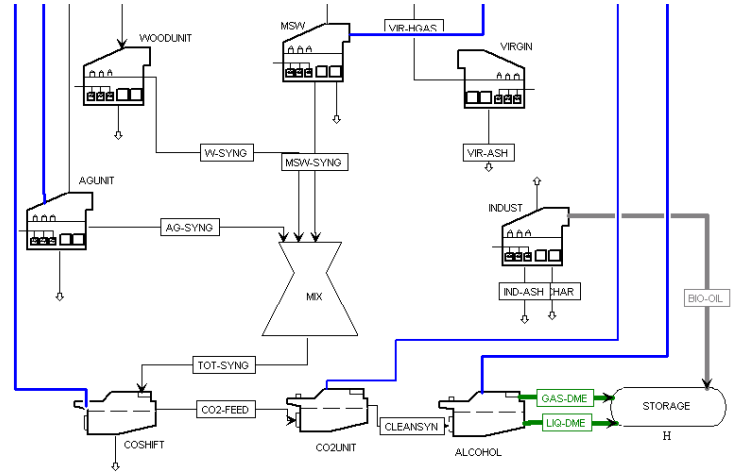 MSW
VIR-HGAS
WOODUNIT
VIRGIN
W-SYNG
MSW-SYNG
VIR-ASH
AGUNIT
INDUST
AG-SYNG
IND-ASH
CHAR
BIO-OIL
MIX
TOT-SYNG
GAS-DME
CO2-FEED
STORAGE
LIQ-DME
CLEANSYN
H
COSHIFT
CO2UNIT
ALCOHOL